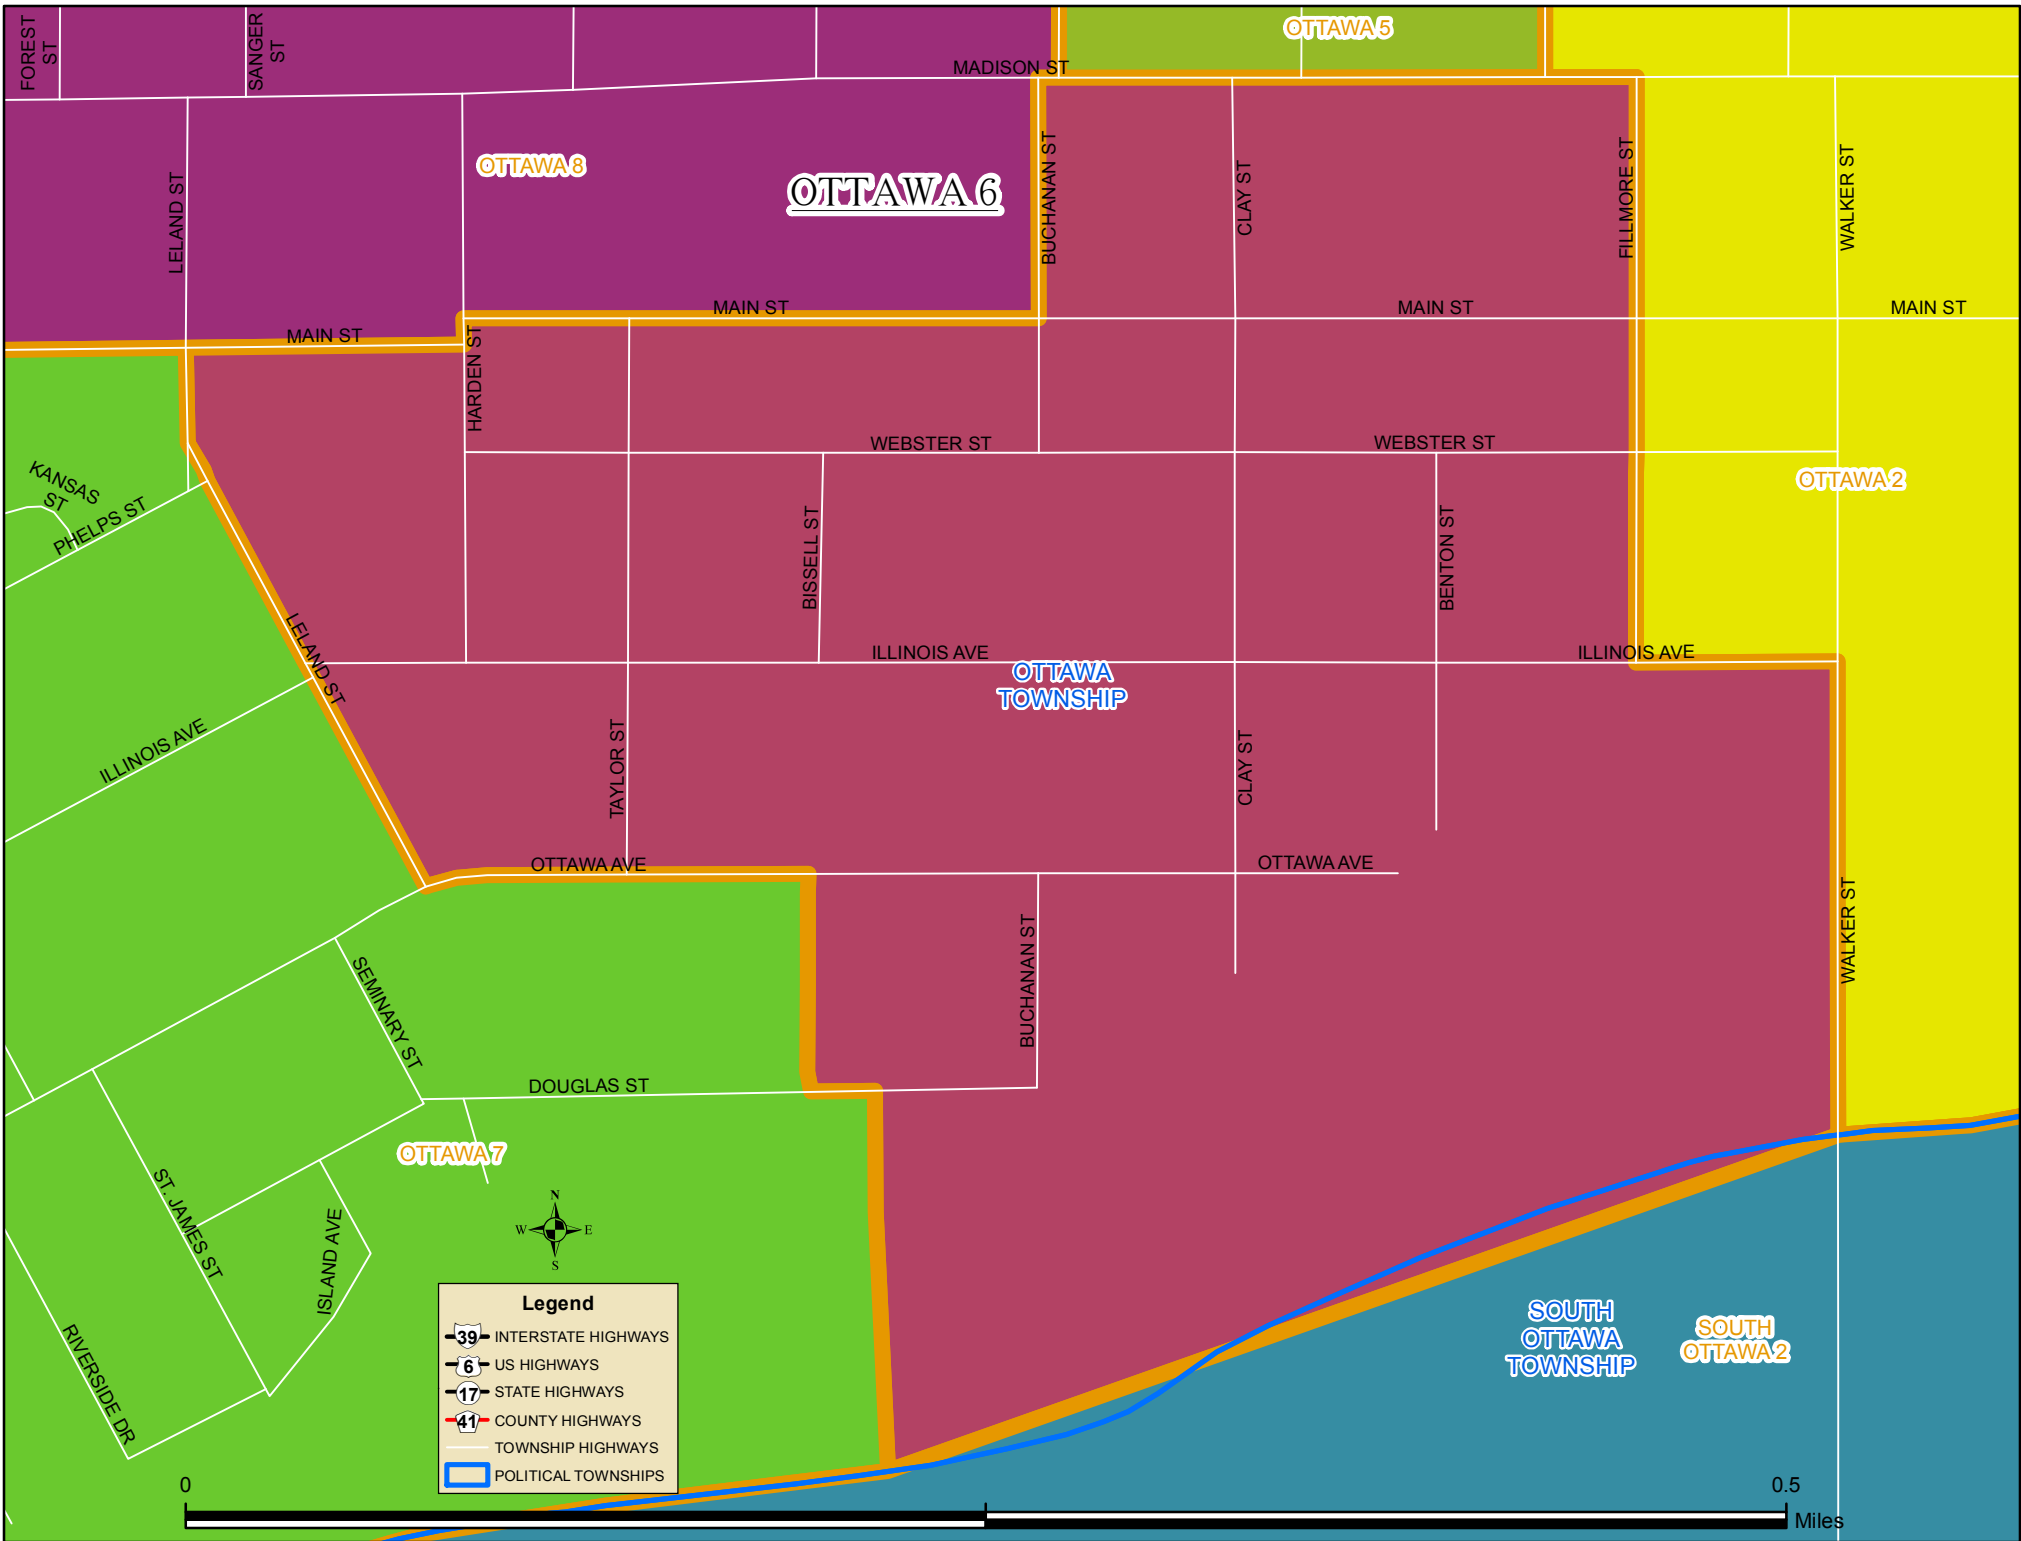 FOREST
ST
SANGER
ST
OTTAWA 5
MADISON ST
OTTAWA 8
OTTAWA 6
LELAND ST
BUCHANAN ST
CLAY ST
FILLMORE ST
WALKER ST
MAIN ST
MAIN ST
MAIN ST
MAIN ST
HARDEN ST
WEBSTER ST
WEBSTER ST
OTTAWA 2
KANSAS
ST
PHELPS ST
BISSELL ST
BENTON ST
LELAND ST
ILLINOIS AVE
ILLINOIS AVE
OTTAWA
TOWNSHIP
ILLINOIS AVE
TAYLOR ST
CLAY ST
OTTAWA AVE
OTTAWA AVE
WALKER ST
BUCHANAN ST
SEMINARY ST
DOUGLAS ST
OTTAWA 7
ST. JAMES ST
ISLAND AVE
RIVERSIDE DR
N
W
E
S
SOUTH
OTTAWA
TOWNSHIP
SOUTH
OTTAWA 2
Legend
39 INTERSTATE HIGHWAYS
6 US HIGHWAYS
17 STATE HIGHWAYS
41 COUNTY HIGHWAYS
TOWNSHIP HIGHWAYS
POLITICAL TOWNSHIPS
0
0.5
Miles